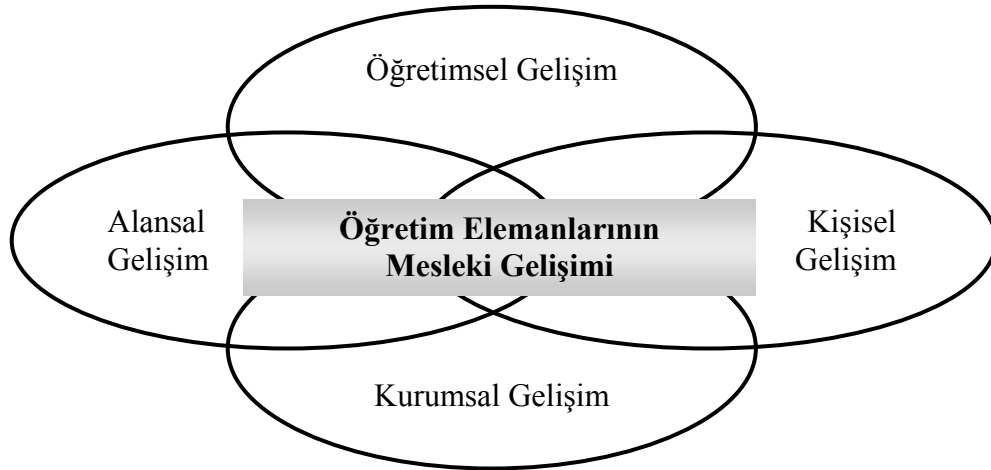 Öğretimsel Gelişim
Alansal
Gelişim
Öğretim Elemanlarının
Mesleki Gelişimi
Kişisel
Gelişim
Kurumsal Gelişim